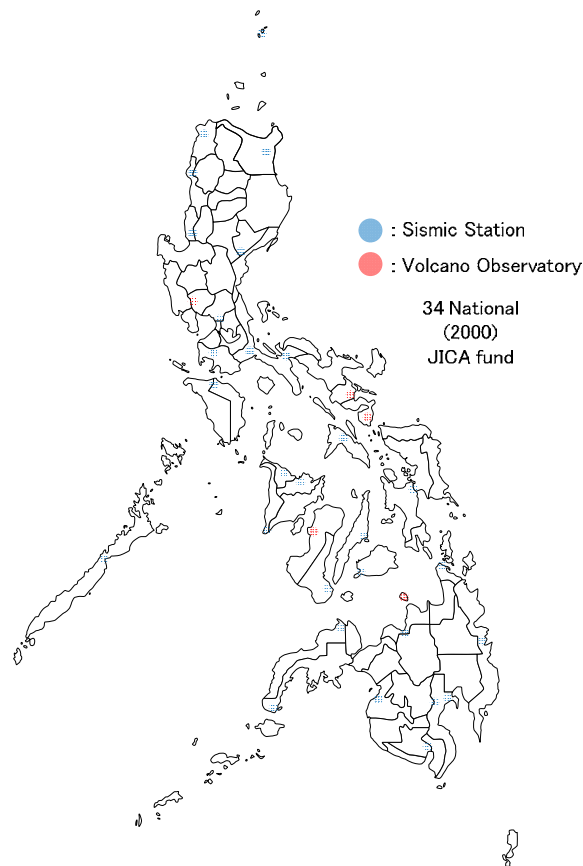 : Sismic Station
: Volcano Observatory
34 National
(2000)
JICA fund